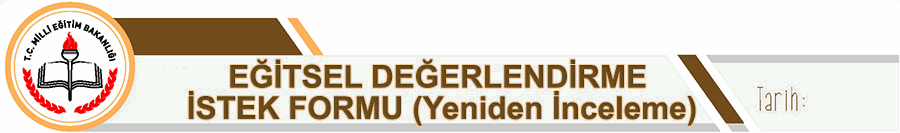 T.C. MİLLİ EĞİTİM BAKANLIĞI
EĞİTSEL DEĞERLENDİRME
İSTEK FORMU (Yeniden İnceleme)
Tarih: